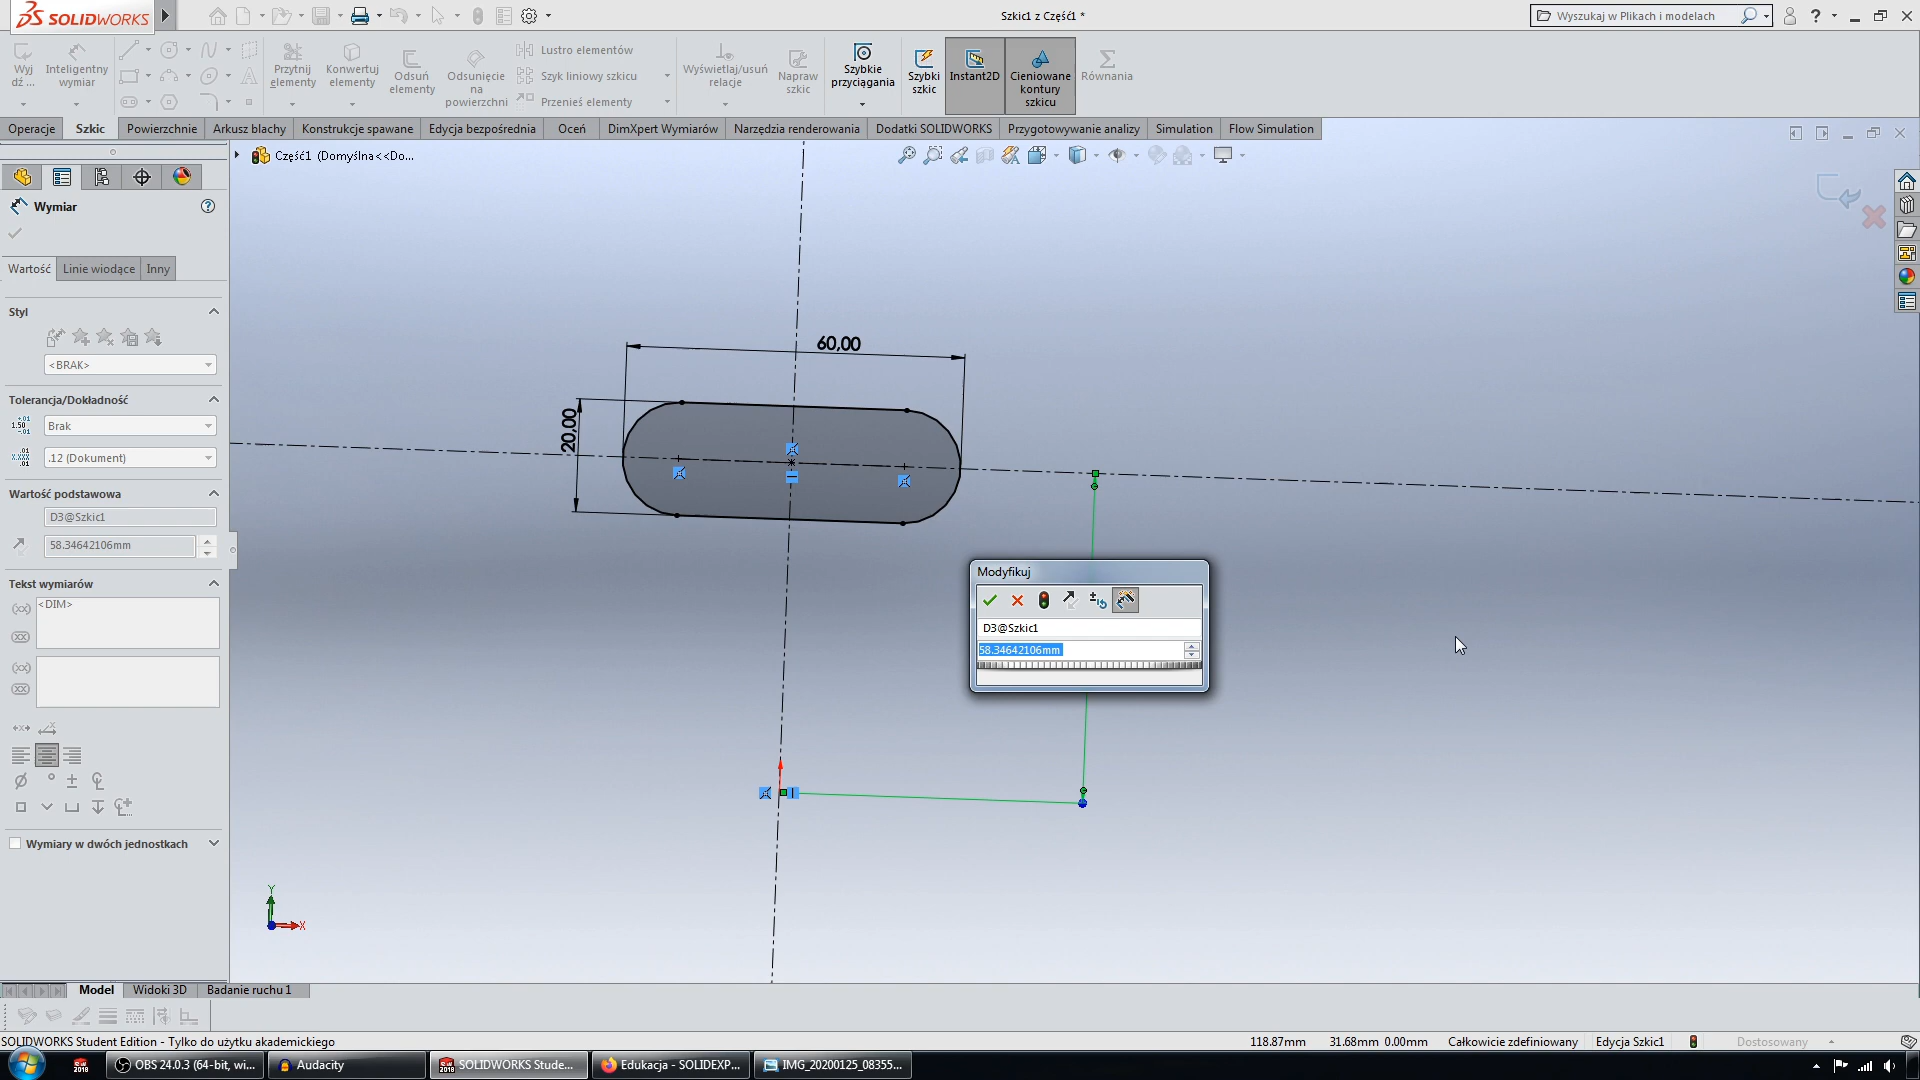 SOLIDWORKS
Szkic1 z Część1 *
Wyszukaj w Plikach i modelach
?
Wyj
dź ...
Inteligentny
wymiar
Przytnij
elementy
Konwertuj
elementy
Odsuń
elementy
Odsunięcie
na
powierzchni
Lustro elementów
Szyk liniowy szkicu
Przenieś elementy
Wyświetlaj/usuń
relacje
Napraw
szkic
Szybkie
przyciągania
Szybki
szkic
Instant2D
Cieniowane
kontury
szkicu
Równania
Operacje
Szkic
Powierzchnie
Arkusz blachy
Konstrukcje spawane
Edycja bezpośrednia
Oceń
DimXpert Wymiarów
Narzędzia renderowania
Dodatki SOLIDWORKS
Przygotowywanie analizy
Simulation
Flow Simulation
Część1 (Domyślna<<Do...
Wymiar
Wartość
Linie wiodące
Inny
Styl
<BRAK>
Tolerancja/Dokładność
Brak
.12 (Dokument)
Wartość podstawowa
D3@Szkic1
58.34642106mm
Tekst wymiarów
<DIM>
Wymiary w dwóch jednostkach
60,00
20,00
Modyfikuj
D3@Szkic1
58.34642106mm
Y
X
Model
Widoki 3D
Badanie ruchu 1
SOLIDWORKS Student Edition - Tylko do użytku akademickiego
118.87mm
31.68mm 0.00mm
Całkowicie zdefiniowany
Edycja Szkic1
Dostosowany
OBS 24.0.3 (64-bit, wi...
Audacity
SOLIDWORKS Stude...
Edukacja - SOLIDEXP...
IMG_20200125_08355...